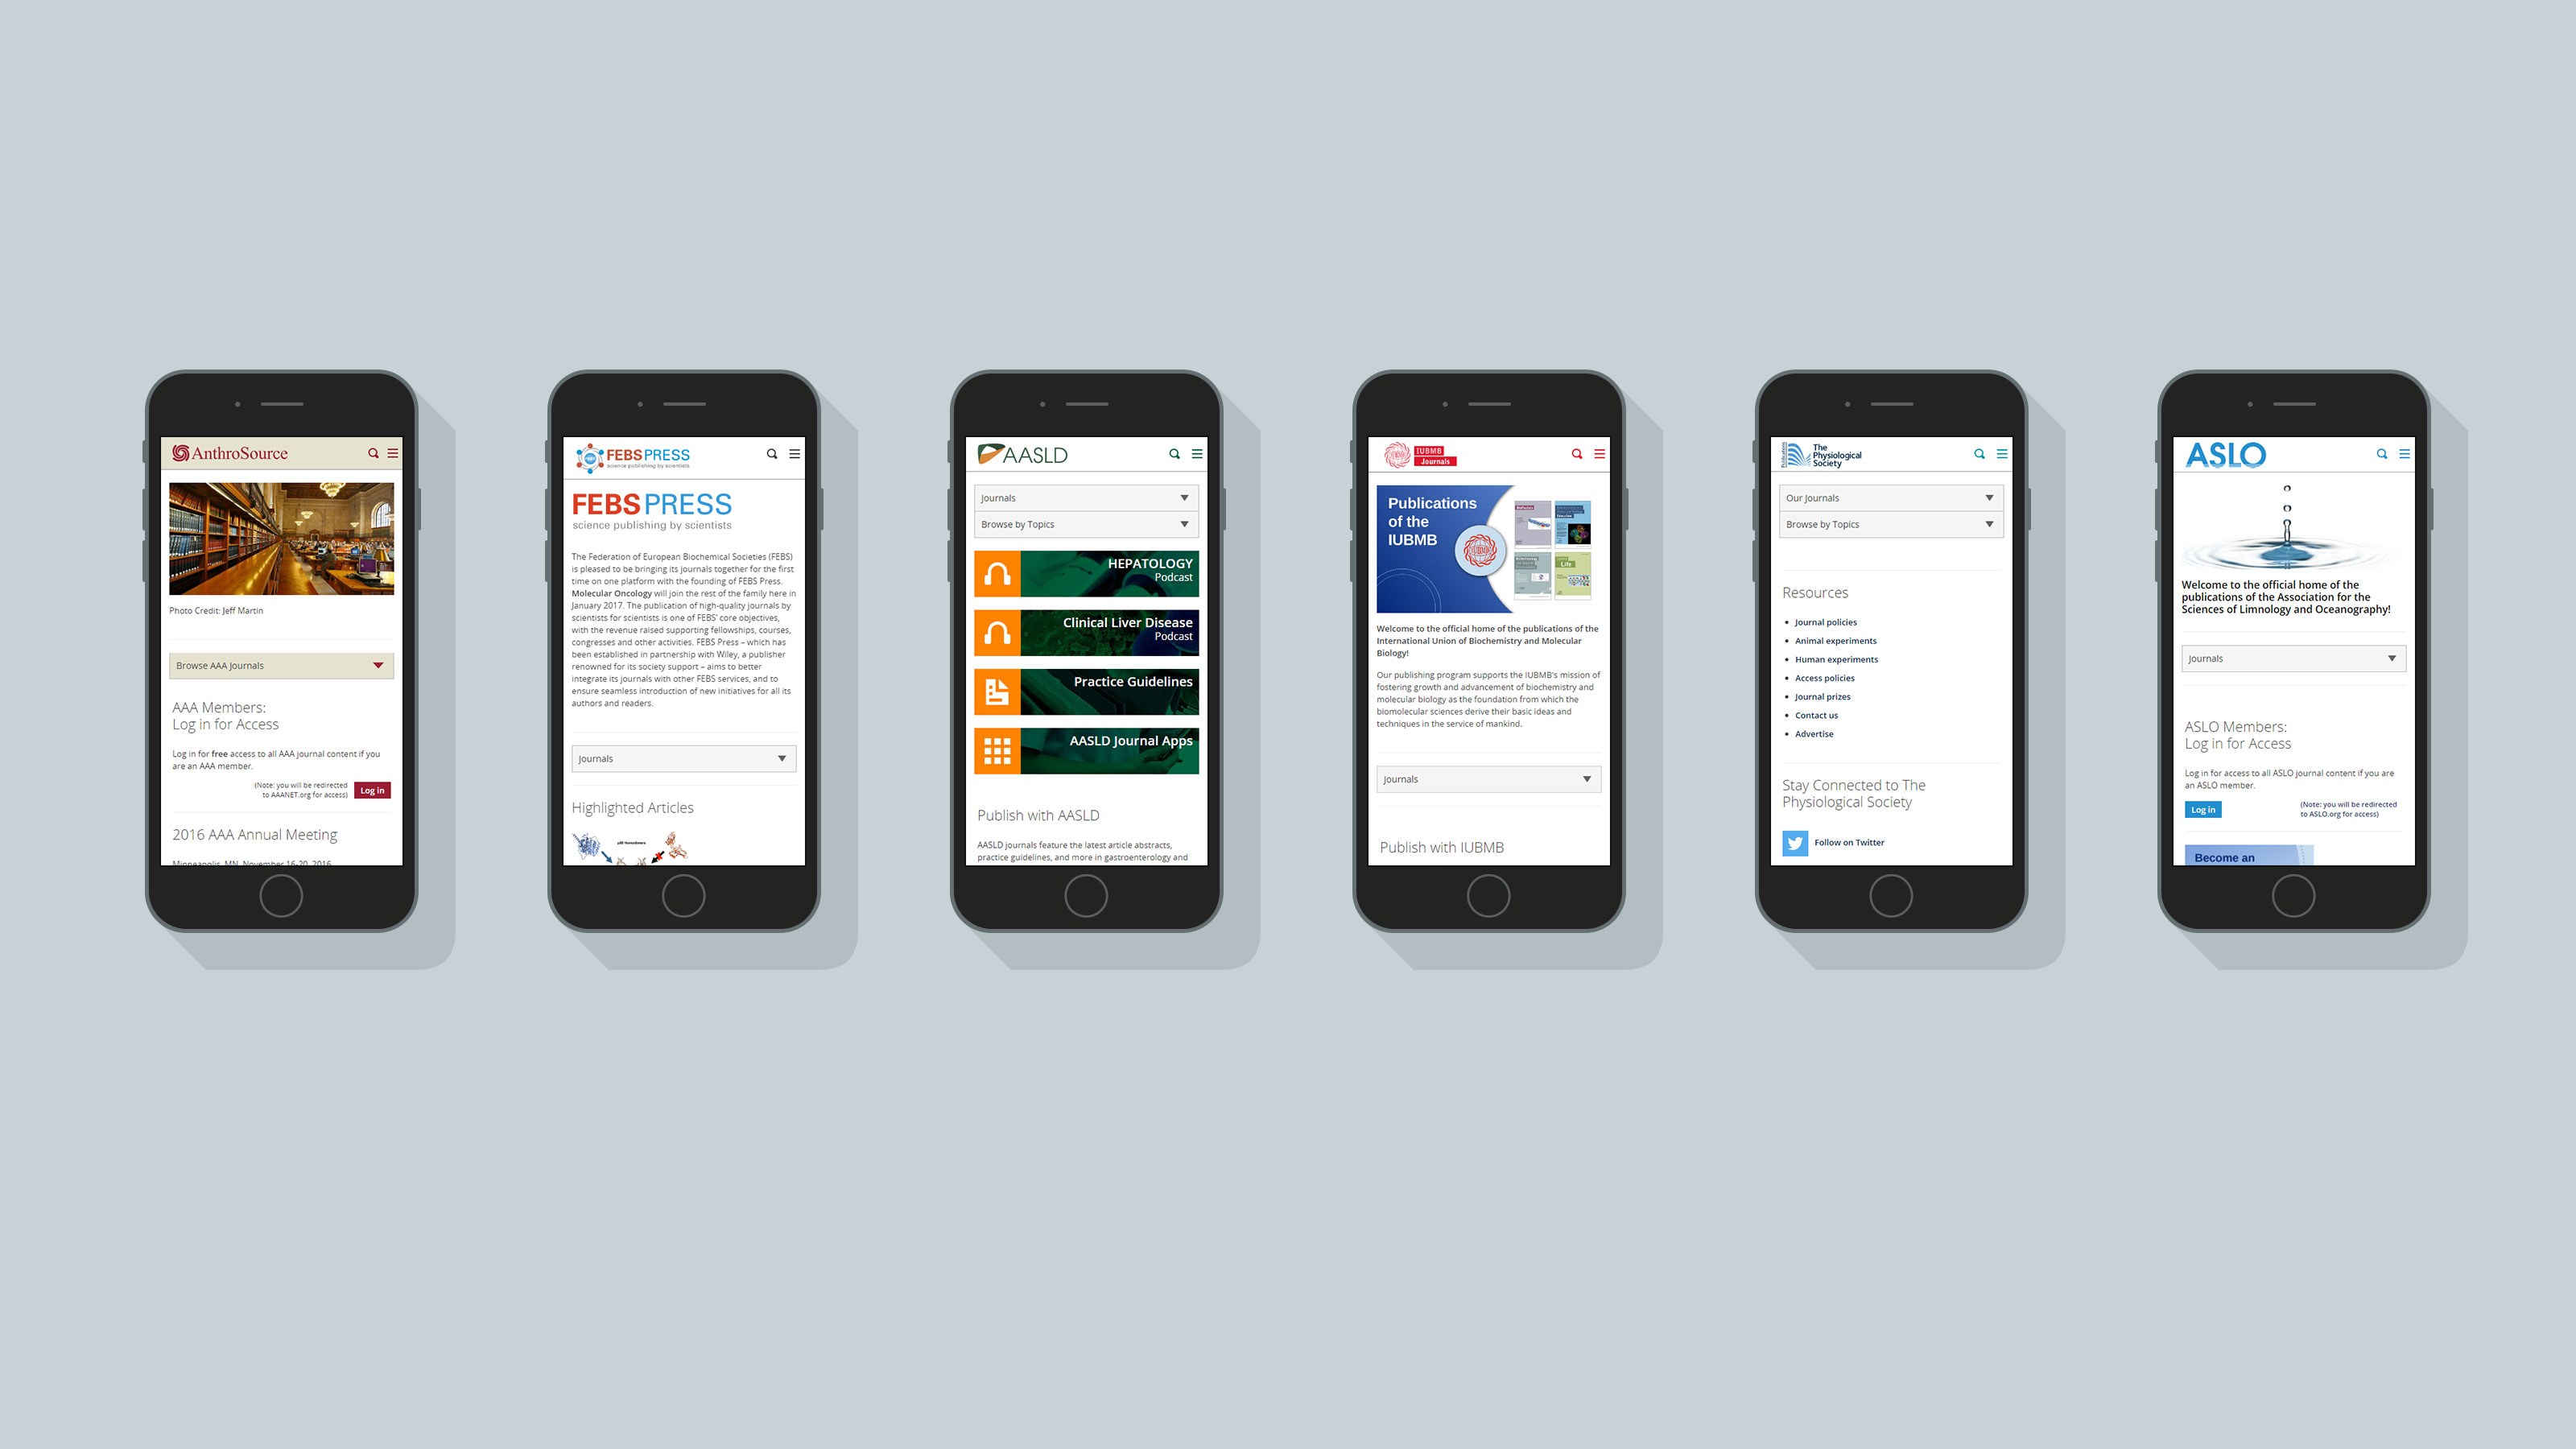 AnthroSource
Photo Credit: Jeff Martin
Browse AAA Journals
AAA Members:
Log in for Access
Log in for free access to all AAA journal content if you
are an AAA member.
(Note: you will be redirected
to AAANET.org for access)
Log in
2016 AAA Annual Meeting
Minneapolis, MN, November 16-20, 2016
FEBS PRESS
science publishing by scientists
FEBS PRESS
science publishing by scientists
The Federation of European Biochemical Societies (FEBS)
is pleased to be bringing its journals together for the first
time on one platform with the founding of FEBS Press.
Molecular Oncology will join the rest of the family here in
January 2017. The publication of high-quality journals by
scientists for scientists is one of FEBS' core objectives,
with the revenue raised supporting fellowships, courses,
congresses and other activities. FEBS Press – which has
been established in partnership with Wiley, a publisher
renowned for its society support – aims to better
integrate its journals with other FEBS services, and to
ensure seamless introduction of new initiatives for all its
authors and readers.
Journals
Highlighted Articles
AASLD
Journals
Browse by Topics
HEPATOLOGY
Podcast
Clinical Liver Disease
Podcast
Practice Guidelines
AASLD Journal Apps
Publish with AASLD
AASLD journals feature the latest article abstracts,
practice guidelines, and more in gastroenterology and
IUBMB
Journals
Publications
of the
IUBMB
IUBMB
Life
Welcome to the official home of the publications of the
International Union of Biochemistry and Molecular
Biology!
Our publishing program supports the IUBMB's mission of
fostering growth and advancement of biochemistry and
molecular biology as the foundation from which the
biomolecular sciences derive their basic ideas and
techniques in the service of mankind.
Journals
Publish with IUBMB
Publications
The
Physiological
Society
Our Journals
Browse by Topics
Resources
Journal policies
Animal experiments
Human experiments
Access policies
Journal prizes
Contact us
Advertise
Stay Connected to The
Physiological Society
Follow on Twitter
ASLO
Welcome to the official home of the
publications of the Association for the
Sciences of Limnology and Oceanography!
Journals
ASLO Members:
Log in for Access
Log in for access to all ASLO journal content if you are
an ASLO member.
Log in
(Note: you will be redirected
to ASLO.org for access)
Become an